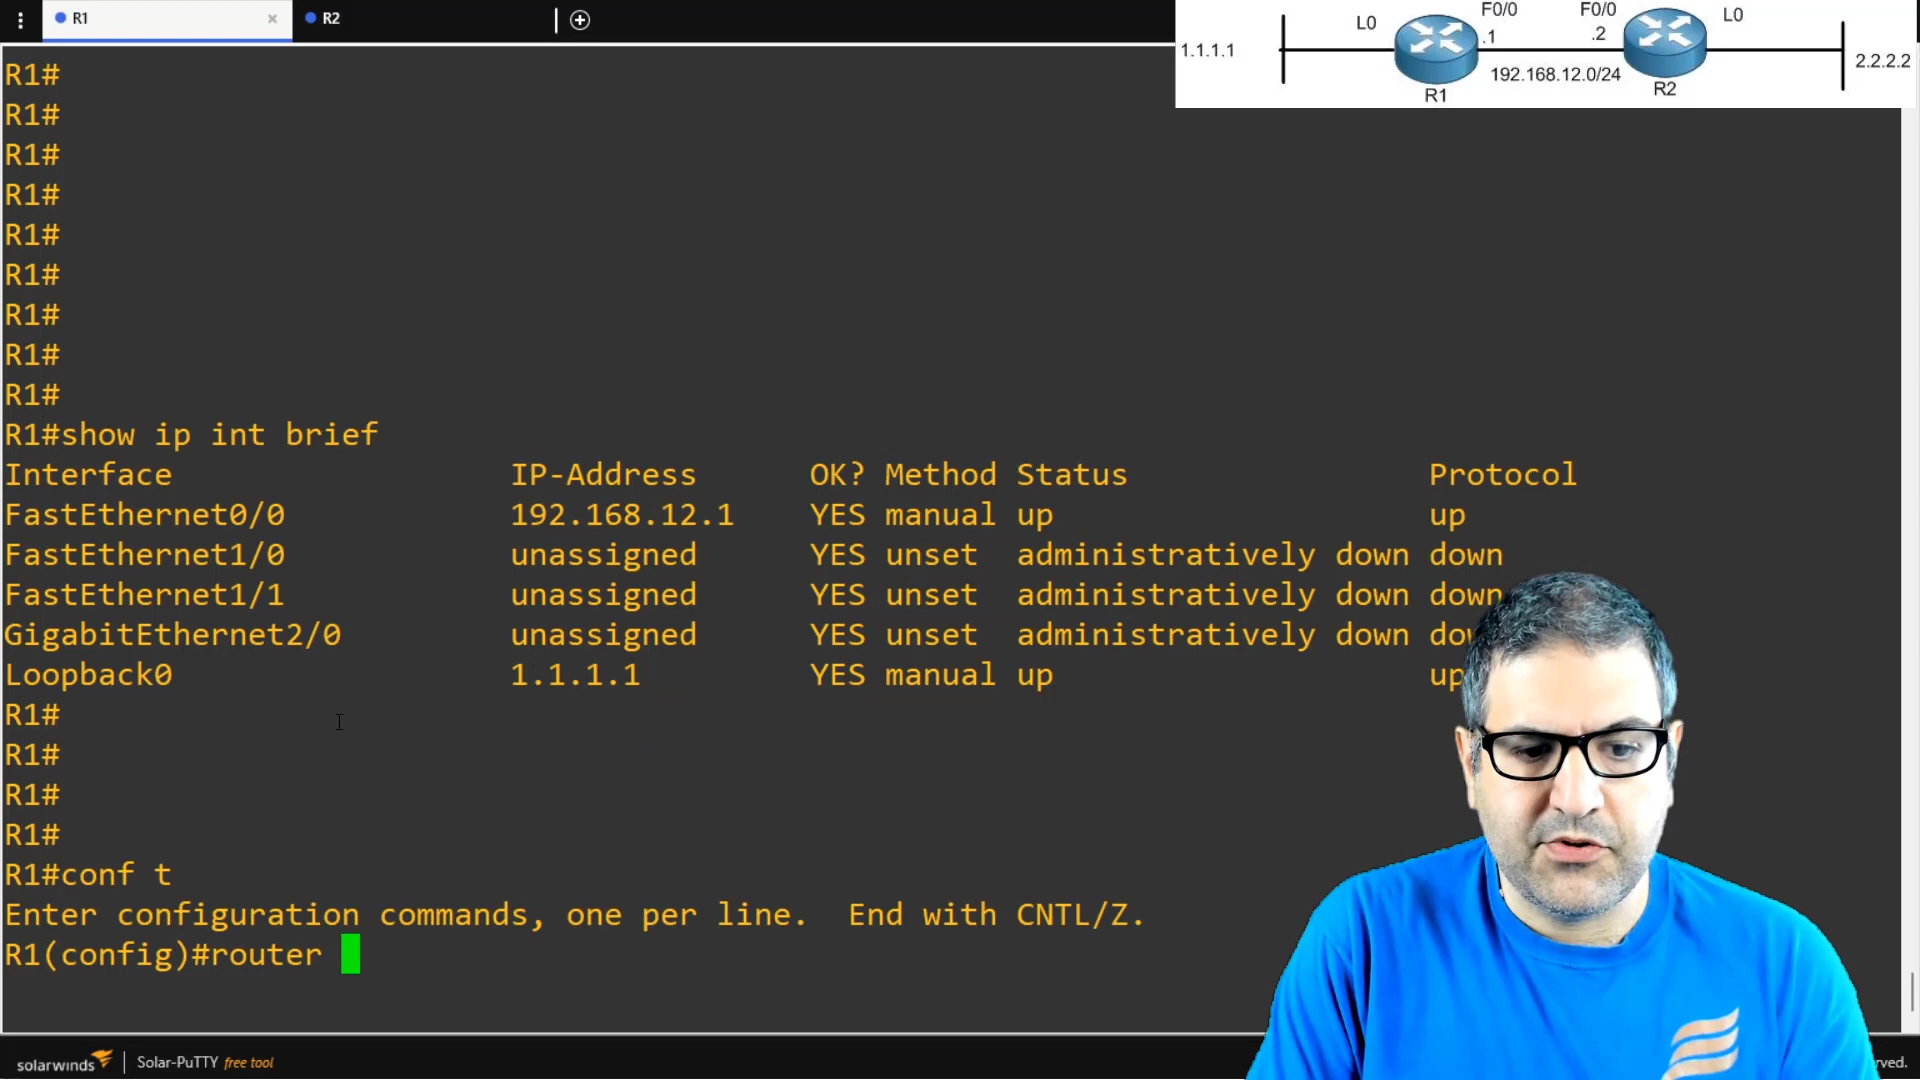 R1 × R2
L0 F0/0 F0/0 L0
1.1.1.1 .1 .2 2.2.2.2
192.168.12.0/24
R1 R2
R1#
R1#
R1#
R1#
R1#
R1#
R1#
R1#
R1#
R1#show ip int brief
Interface IP-Address OK? Method Status Protocol
FastEthernet0/0 192.168.12.1 YES manual up up
FastEthernet1/0 unassigned YES unset administratively down down
FastEthernet1/1 unassigned YES unset administratively down down
GigabitEthernet2/0 unassigned YES unset administratively down
Loopback0 1.1.1.1 YES manual up up
R1#
R1#
R1#
R1#
R1#conf t
Enter configuration commands, one per line. End with CNTL/Z.
R1(config)#router
solarwinds | Solar-PuTTY free tool